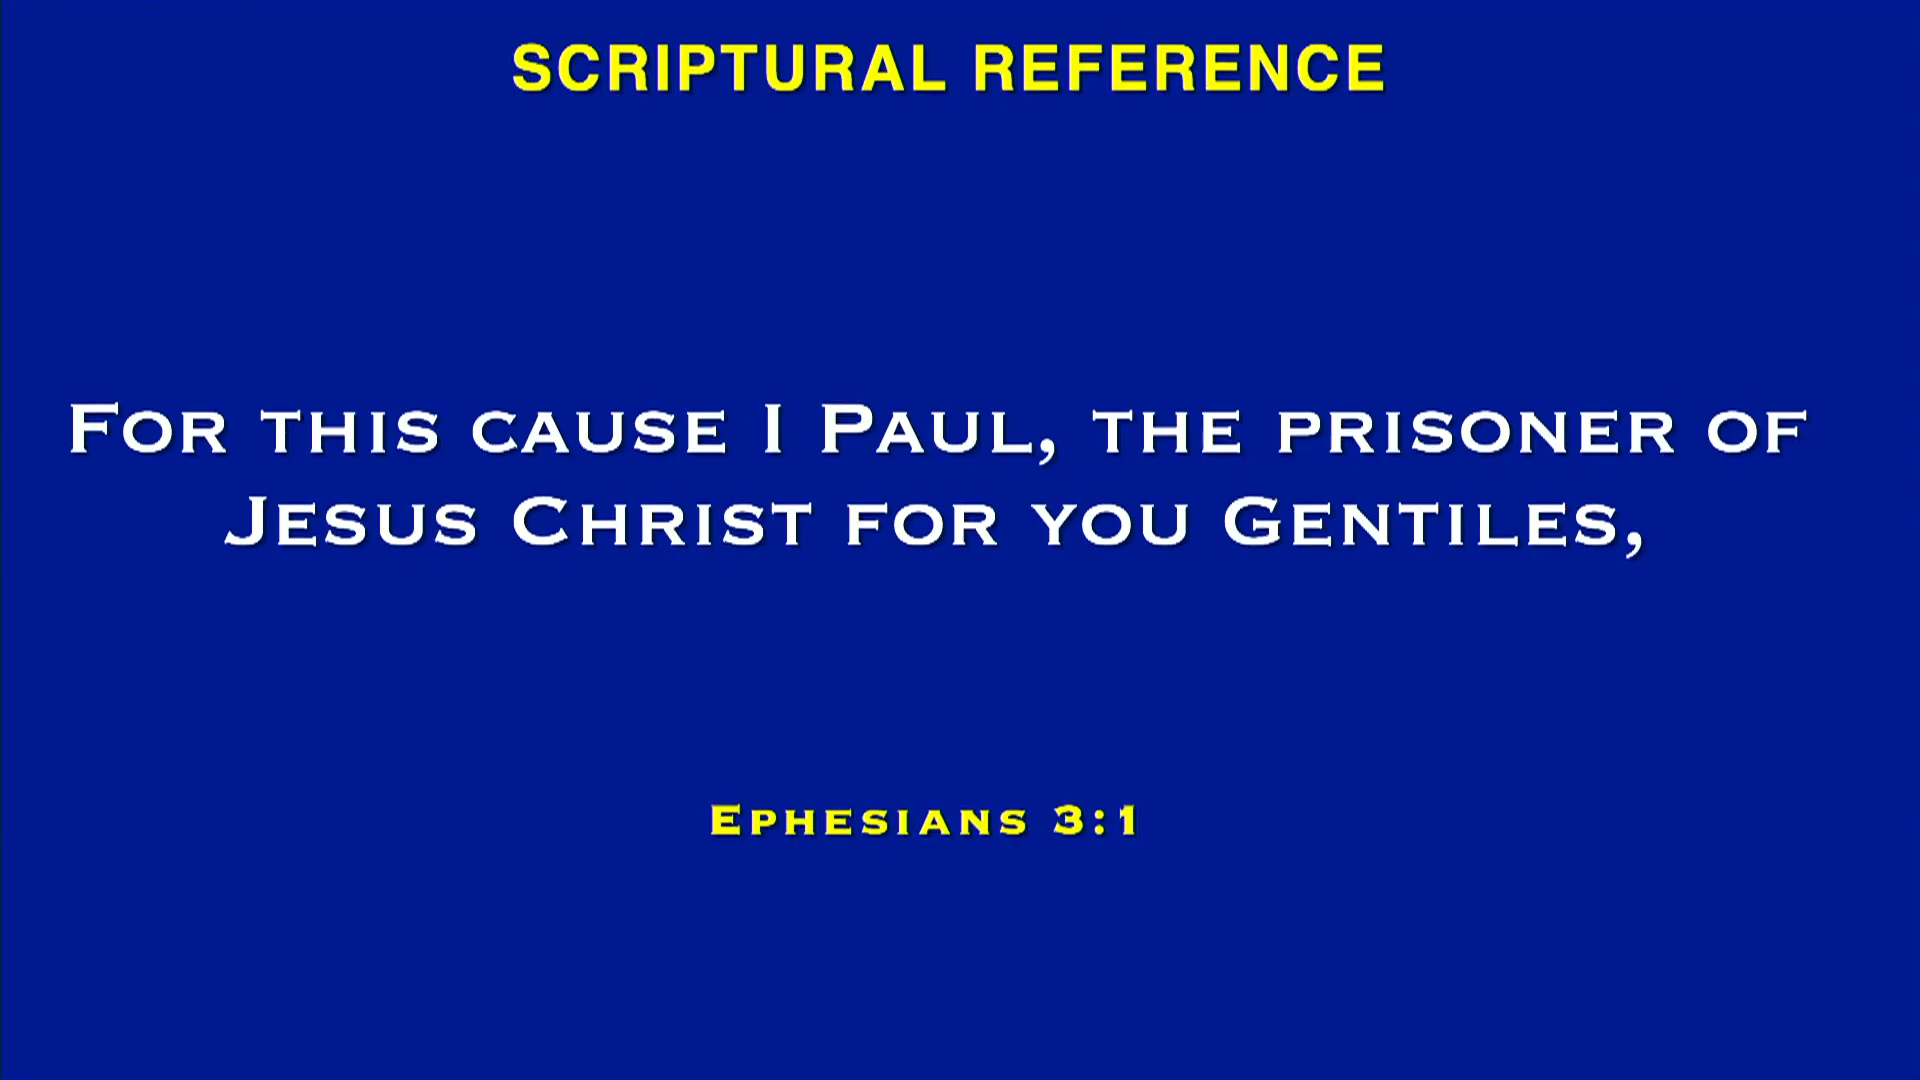 SCRIPTURAL REFERENCE
For this cause I Paul, the prisoner of
Jesus Christ for you Gentiles,
Ephesians 3:1